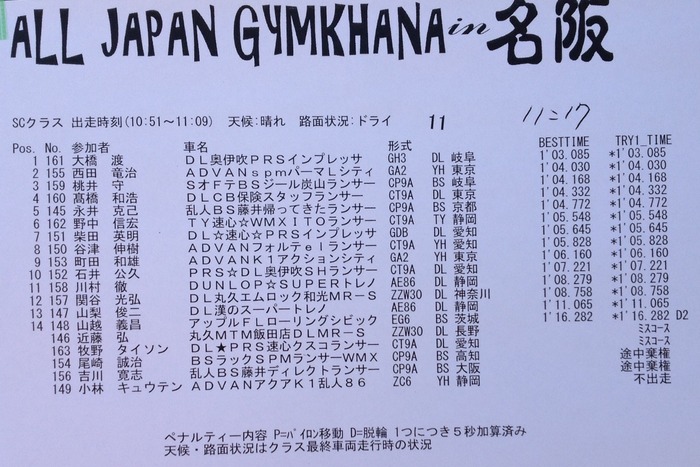 ALL JAPAN GYMKHANA in 名阪
SCクラス 出走時刻(10:51〜11:09) 天候:晴れ 路面状況:ドライ 11 11:17
Pos. No. 参加者 車名 形式 BESTTIME TRY1_TIME
1 161 大橋 渡 DL奥伊吹PRSインプレッサ GH3 DL 岐阜 1'03.085 *1'03.085
2 155 西田 竜治 ADVANspmパーマLシティ GA2 YH 東京 1'04.030 *1'04.030
3 159 桃井 守 SオフテBSジール炭山ランサー CP9A BS 岐阜 1'04.168 *1'04.168
4 160 髙橋 和浩 DLCB保険スタッフランサー CT9A DL 東京 1'04.332 *1'04.332
5 145 永井 克己 乱人BS藤井帰ってきたランサー CP9A BS 京都 1'04.772 *1'04.772
6 162 野中 信宏 TY速心☆WMXITOランサー CT9A TY 静岡 1'05.548 *1'05.548
7 151 柴田 英明 DL☆速心☆PRSインプレッサ GDB DL 愛知 1'05.645 *1'05.645
8 150 谷津 伸樹 ADVANフォルテelランサー CT9A YH 愛知 1'05.828 *1'05.828
9 153 町田 和雄 ADVANK1アクションシティ GA2 YH 東京 1'06.160 *1'06.160
10 152 石井 公久 PRS☆DL奥伊吹SHランサー CT9A DL 愛知 1'07.221 *1'07.221
11 158 川村 徹 DUNLOP☆SUPERトレノ AE86 DL 静岡 1'08.279 *1'08.279
12 157 関谷 光弘 DL丸久エムロック和光MR-S ZZW30 DL 神奈川 1'08.758 *1'08.758
13 147 山梨 俊二 DL漢のスーパートレノ AE86 DL 静岡 1'11.065 *1'11.065
14 148 山越 義昌 アップルFLローリングシビック EG6 BS 茨城 1'16.282 *1'16.282 D2
146 近藤 弘 丸久MTM飯田店DLMR-S ZZW30 DL 長野 ミスコース
163 牧野 タイソン DL★PRS速心クスコランサー CT9A DL 愛知 ミスコース
154 尾崎 誠治 BSラックSPMランサーWMX CP9A BS 高知 途中棄権
156 吉川 寛志 乱人BS藤井ディレクトランサー CP9A BS 大阪 途中棄権
149 小林 キュウテン ADVANアクアK1乱人86 ZC6 YH 静岡 不出走
ペナルティー内容 P=パイロン移動 D=脱輪 1つにつき5秒加算済み
天候・路面状況はクラス最終車両走行時の状況